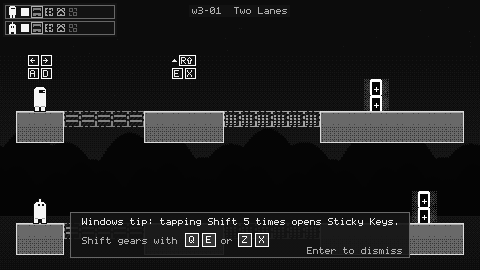 w3-01 Two Lanes
← →
A D
R⇧
E X
Windows tip: tapping Shift 5 times opens Sticky Keys.
Shift gears with Q E or Z X
Enter to dismiss